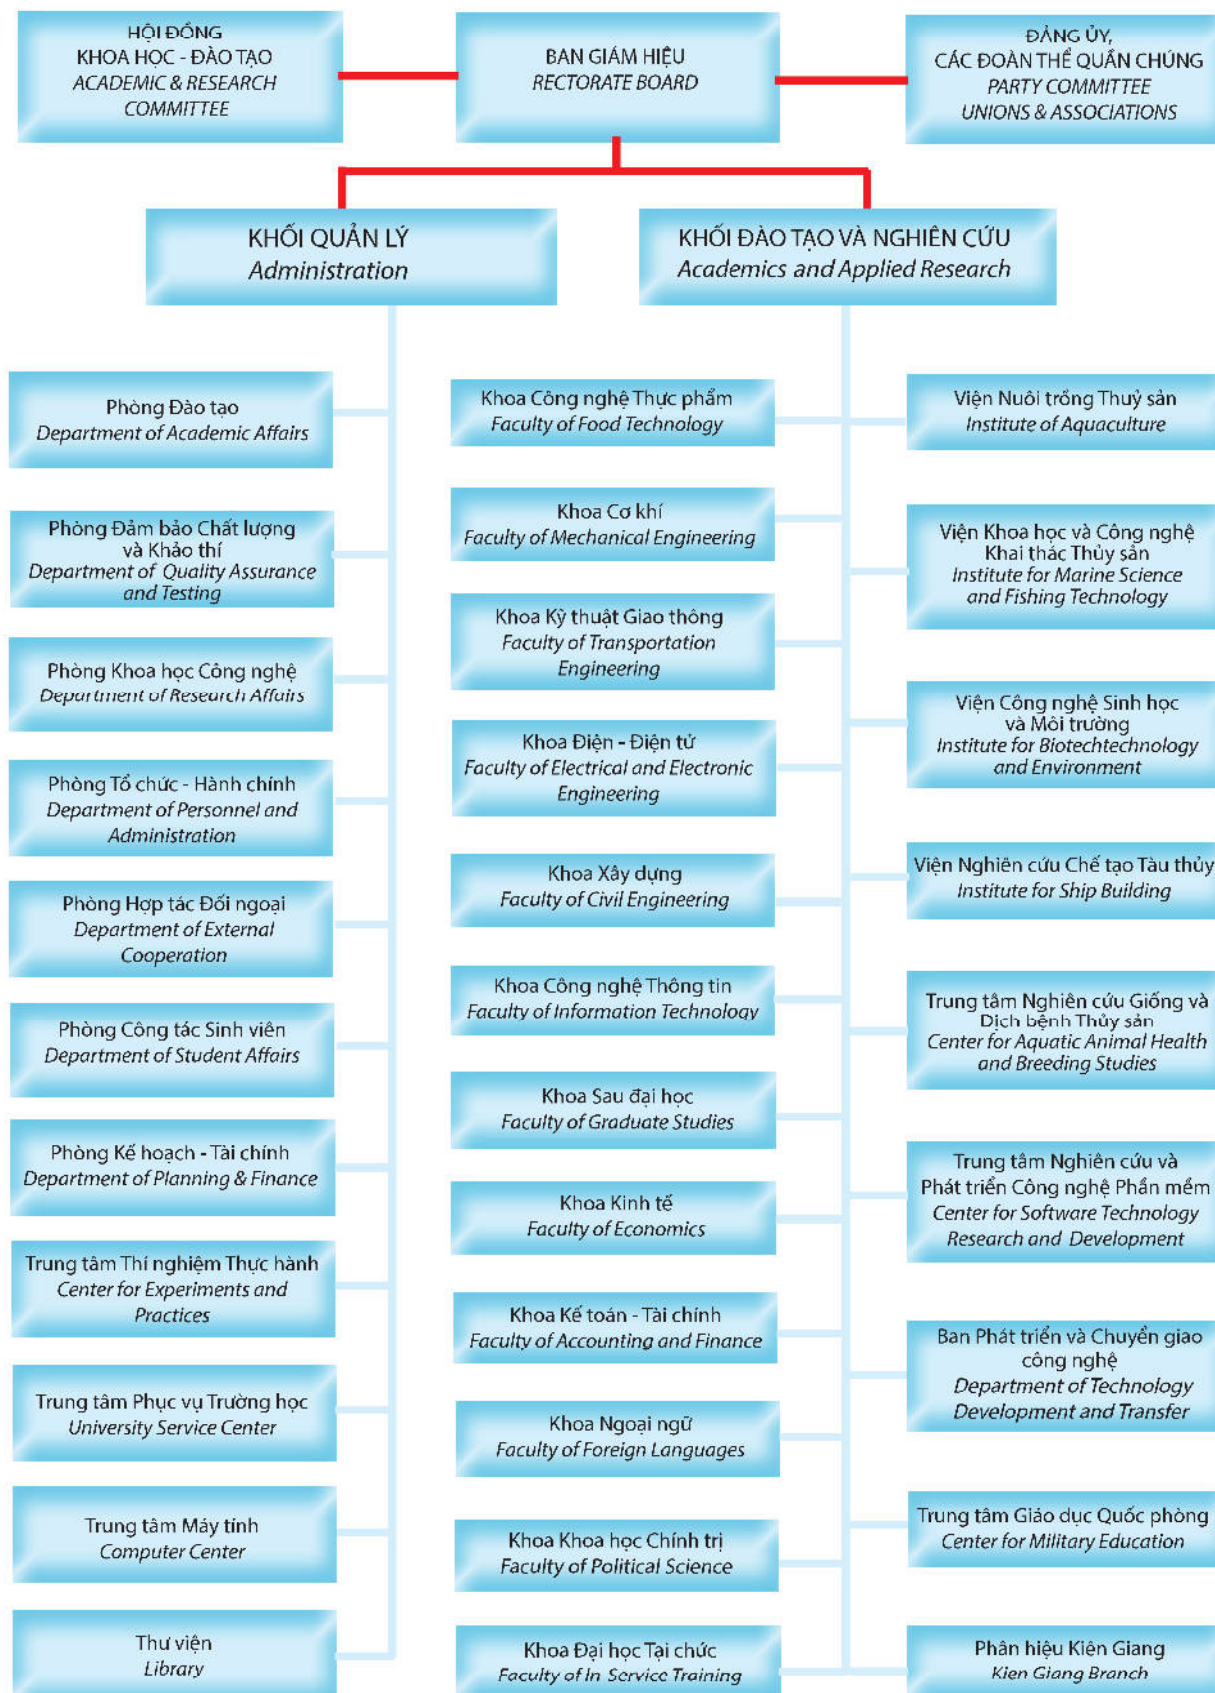 HỘI ĐỒNG
KHOA HỌC - ĐÀO TẠO
ACADEMIC & RESEARCH
COMMITTEE
BAN GIÁM HIỆU
RECTORATE BOARD
ĐẢNG ỦY,
CÁC ĐOÀN THỂ QUẦN CHÚNG
PARTY COMMITTEE
UNIONS & ASSOCIATIONS
KHỐI QUẢN LÝ
Administration
KHỐI ĐÀO TẠO VÀ NGHIÊN CỨU
Academics and Applied Research
Phòng Đào tạo
Department of Academic Affairs
Phòng Đảm bảo Chất lượng
và Khảo thí
Department of Quality Assurance
and Testing
Phòng Khoa học Công nghệ
Department of Research Affairs
Phòng Tổ chức - Hành chính
Department of Personnel and
Administration
Phòng Hợp tác Đối ngoại
Department of External
Cooperation
Phòng Công tác Sinh viên
Department of Student Affairs
Phòng Kế hoạch - Tài chính
Department of Planning & Finance
Trung tâm Thí nghiệm Thực hành
Center for Experiments and
Practices
Trung tâm Phục vụ Trường học
University Service Center
Trung tâm Máy tính
Computer Center
Thư viện
Library
Khoa Công nghệ Thực phẩm
Faculty of Food Technology
Khoa Cơ khí
Faculty of Mechanical Engineering
Khoa Kỹ thuật Giao thông
Faculty of Transportation
Engineering
Khoa Điện - Điện tử
Faculty of Electrical and Electronic
Engineering
Khoa Xây dựng
Faculty of Civil Engineering
Khoa Công nghệ Thông tin
Faculty of Information Technology
Khoa Sau đại học
Faculty of Graduate Studies
Khoa Kinh tế
Faculty of Economics
Khoa Kế toán - Tài chính
Faculty of Accounting and Finance
Khoa Ngoại ngữ
Faculty of Foreign Languages
Khoa Khoa học Chính trị
Faculty of Political Science
Khoa Đại học Tại chức
Faculty of In-Service Training
Viện Nuôi trồng Thuỷ sản
Institute of Aquaculture
Viện Khoa học và Công nghệ
Khai thác Thủy sản
Institute for Marine Science
and Fishing Technology
Viện Công nghệ Sinh học
và Môi trường
Institute for Biotechtechnology
and Environment
Viện Nghiên cứu Chế tạo Tàu thủy
Institute for Ship Building
Trung tâm Nghiên cứu Giống và
Dịch bệnh Thủy sản
Center for Aquatic Animal Health
and Breeding Studies
Trung tâm Nghiên cứu và
Phát triển Công nghệ Phần mềm
Center for Software Technology
Research and Development
Ban Phát triển và Chuyển giao
công nghệ
Department of Technology
Development and Transfer
Trung tâm Giáo dục Quốc phòng
Center for Military Education
Phân hiệu Kiên Giang
Kien Giang Branch